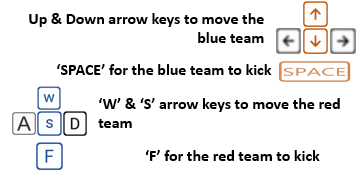 Up & Down arrow keys to move the
blue team
‘SPACE’ for the blue team to kick SPACE
W
‘W’ & ‘S’ arrow keys to move the red
A S D team
F ‘F’ for the red team to kick